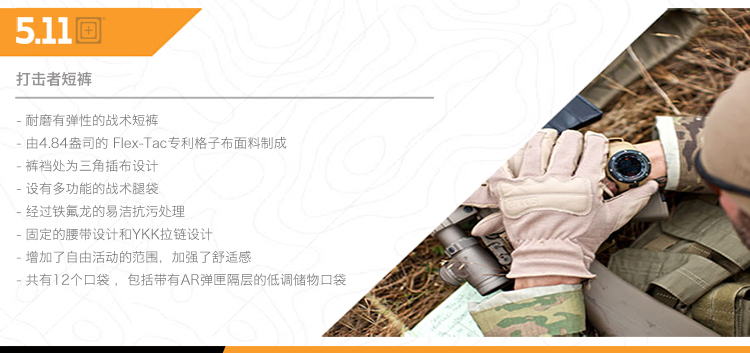 5.11
打击者短裤
- 耐磨有弹性的战术短裤
- 由4.84盎司的 Flex-Tac专利格子布面料制成
- 裤裆处为三角插布设计
- 设有多功能的战术腿袋
- 经过铁氟龙的易洁抗污处理
- 固定的腰带设计和YKK拉链设计
- 增加了自由活动的范围，加强了舒适感
- 共有12个口袋 ，包括带有AR弹匣隔层的低调储物口袋